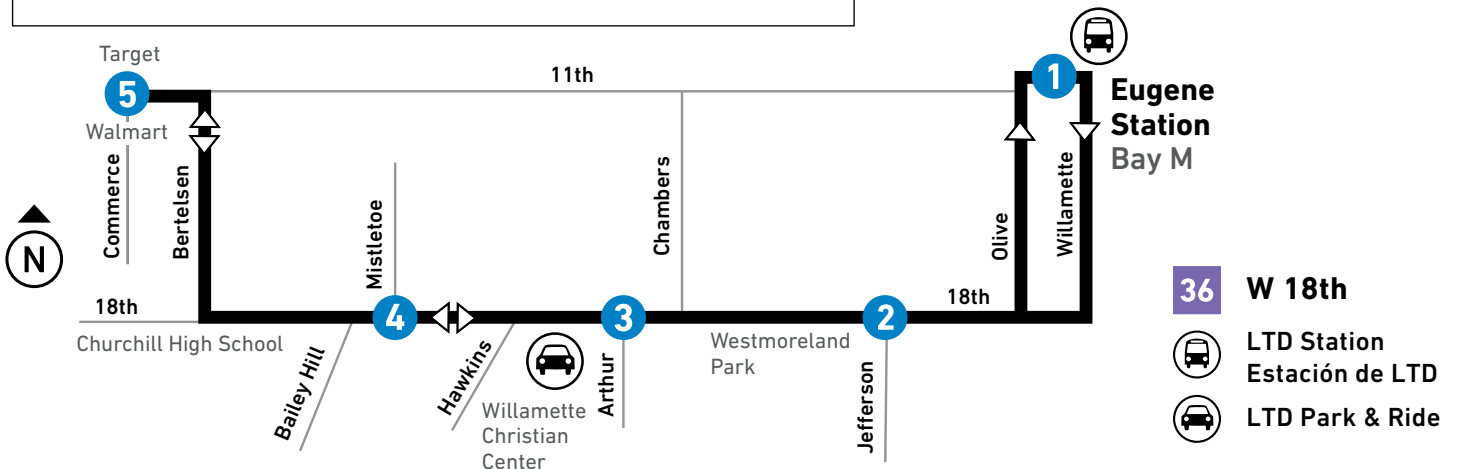 Target
5
Walmart
Commerce
Bertelsen
11th
1
Eugene
Station
Bay M
Mistletoe
Chambers
Olive
Willamette
N
18th
4
3
2
18th
Churchill High School
Bailey Hill
Hawkins
Willamette
Christian
Center
Arthur
Westmoreland
Park
Jefferson
36 W 18th
LTD Station
Estación de LTD
LTD Park & Ride